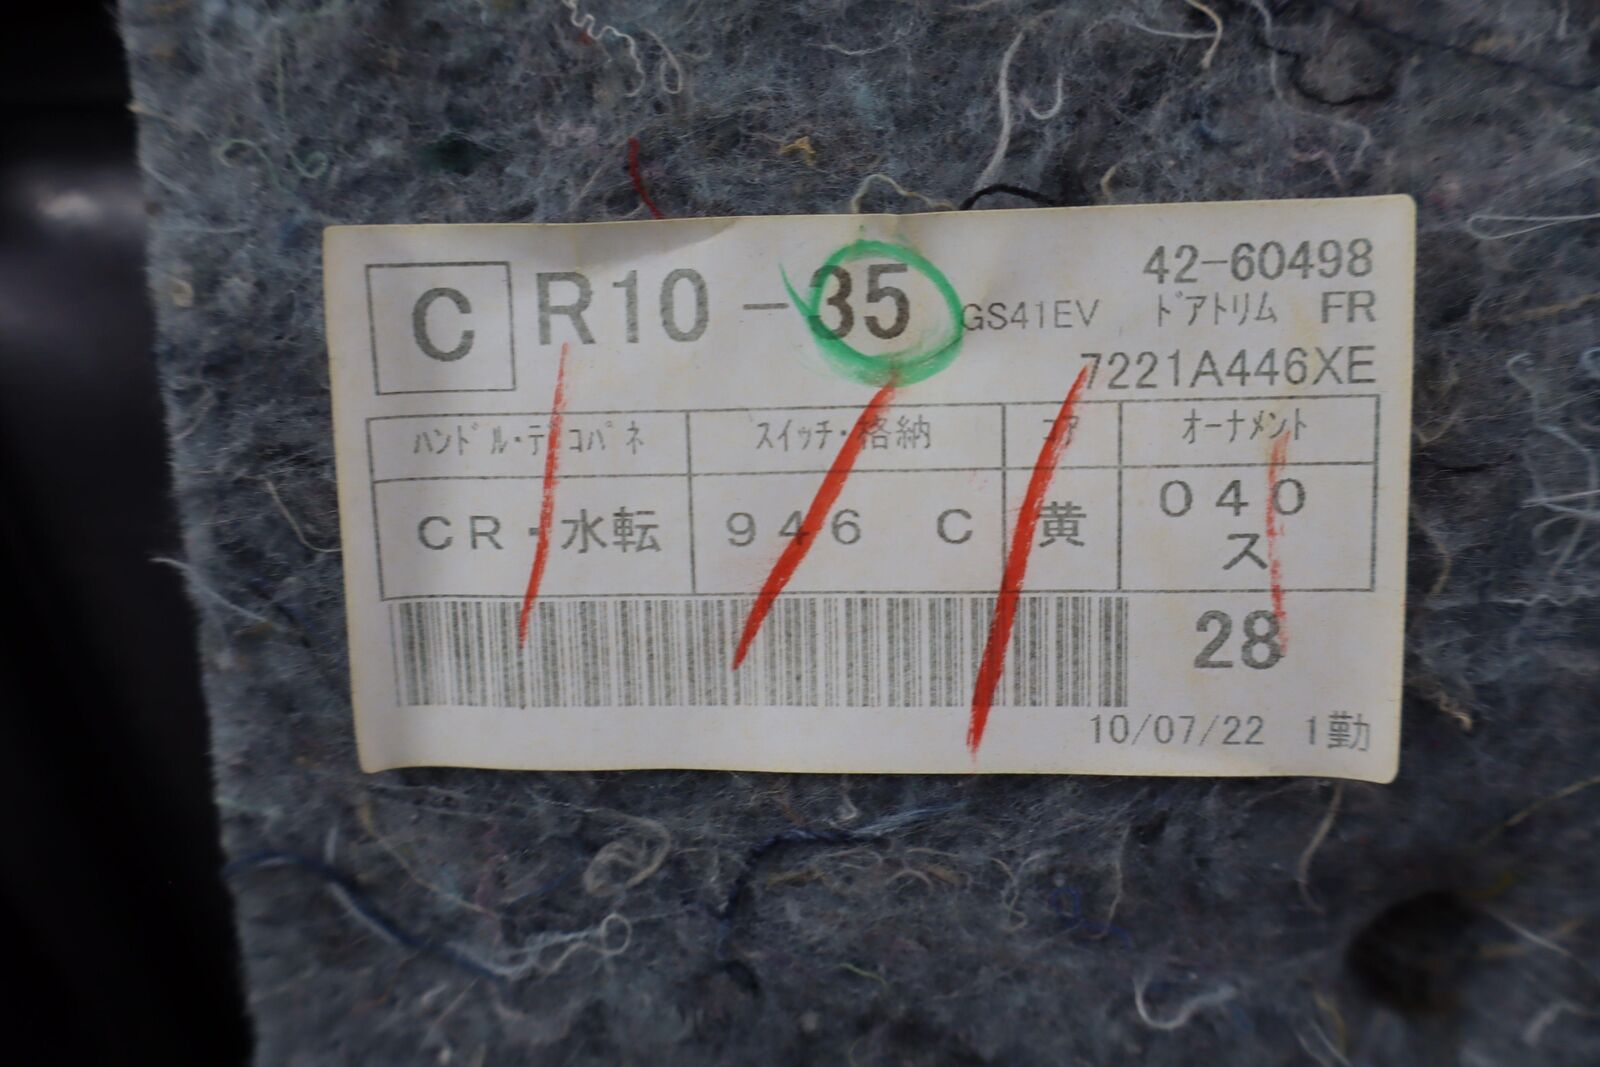 C R10-35 GS41EV 42-60498
ﾄﾞｱﾄﾘﾑ FR
7221A446XE
ﾊﾝﾄﾞﾙ・ﾃﾞｺﾊﾟﾈ ｽｲｯﾁ・格納 ｺｱ ｵｰﾅﾒﾝﾄ
CR・水転 946 C 黄 040
ス
28
10/07/22 1勤